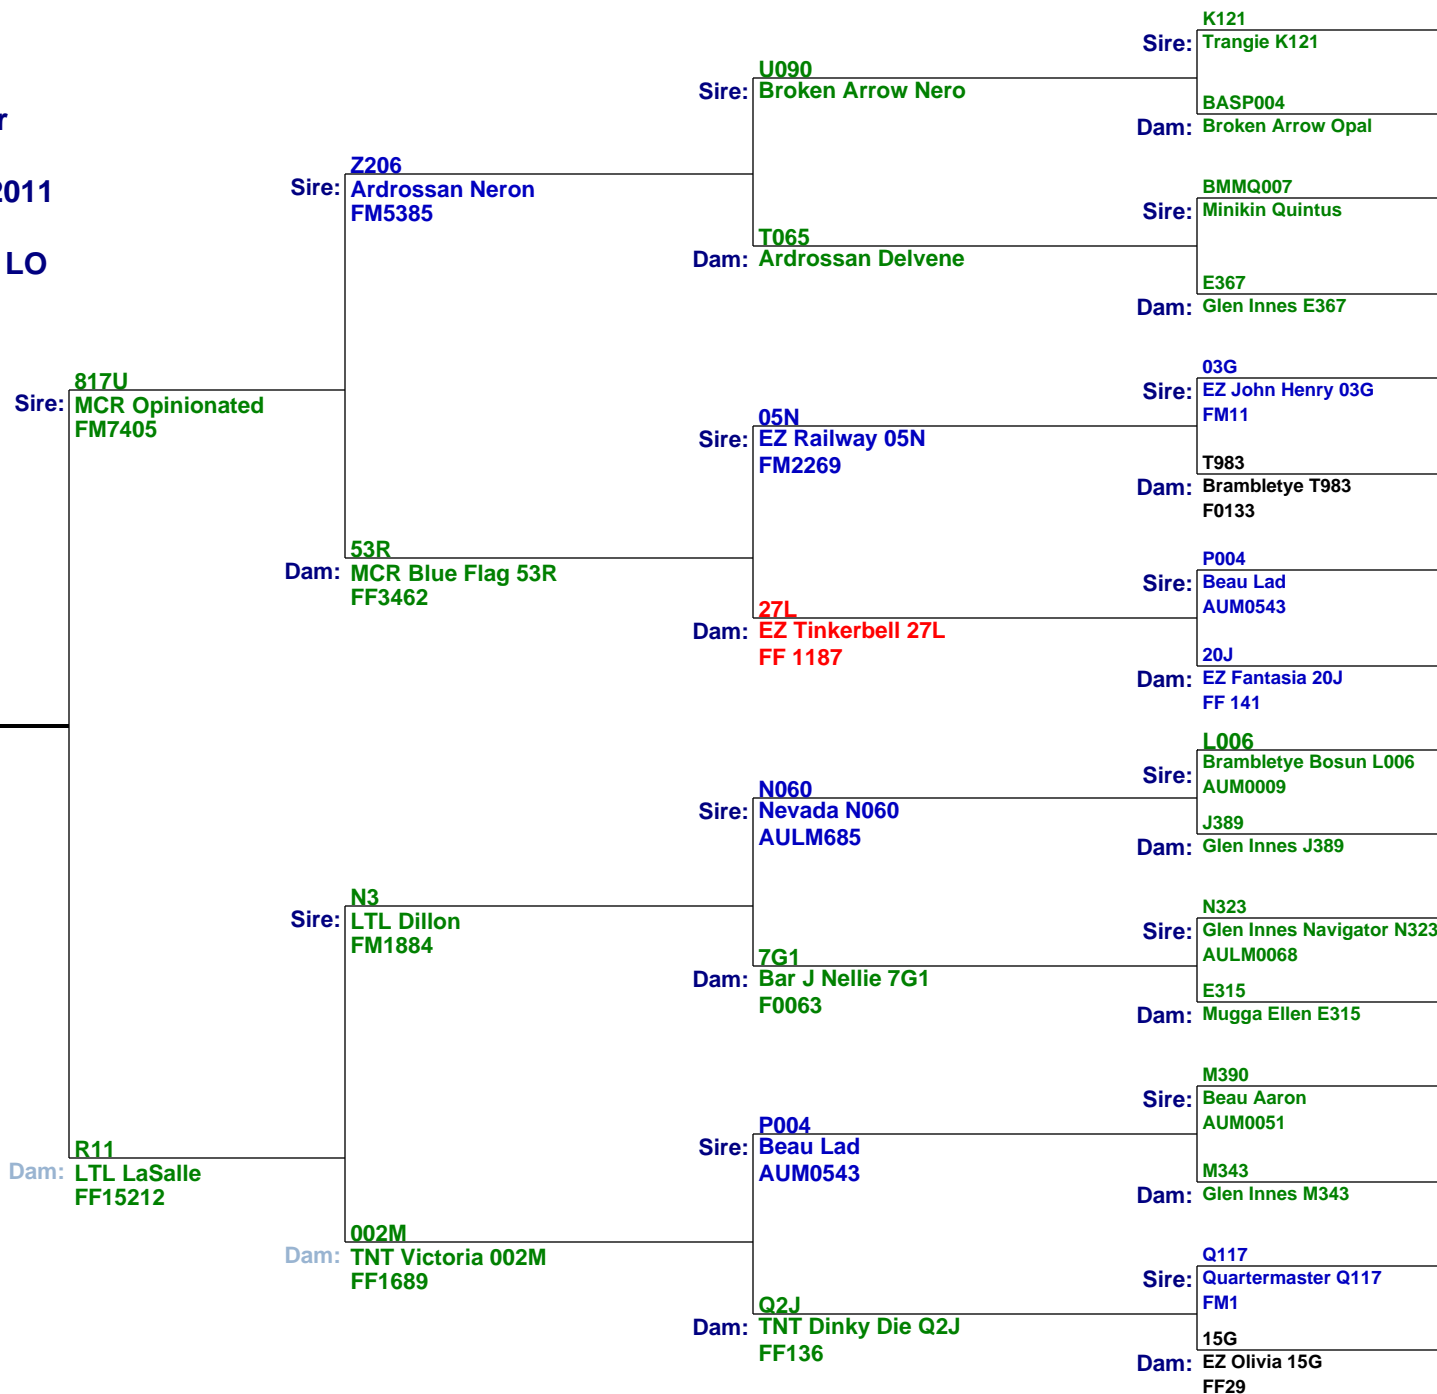 r
2011
LO
Sire:
817U
MCR Opinionated
FM7405
Dam:
R11
LTL LaSalle
FF15212
Sire:
Z206
Ardrossan Neron
FM5385
Dam:
53R
MCR Blue Flag 53R
FF3462
Sire:
N3
LTL Dillon
FM1884
Dam:
002M
TNT Victoria 002M
FF1689
Sire:
U090
Broken Arrow Nero
Dam:
T065
Ardrossan Delvene
Sire:
05N
EZ Railway 05N
FM2269
Dam:
27L
EZ Tinkerbell 27L
FF 1187
Sire:
N060
Nevada N060
AULM685
Dam:
7G1
Bar J Nellie 7G1
F0063
Sire:
P004
Beau Lad
AUM0543
Dam:
Q2J
TNT Dinky Die Q2J
FF136
Sire:
K121
Trangie K121
Dam:
BASP004
Broken Arrow Opal
Sire:
BMMQ007
Minikin Quintus
Dam:
E367
Glen Innes E367
Sire:
03G
EZ John Henry 03G
FM11
Dam:
T983
Brambletye T983
F0133
Sire:
P004
Beau Lad
AUM0543
Dam:
20J
EZ Fantasia 20J
FF 141
Sire:
L006
Brambletye Bosun L006
AUM0009
Dam:
J389
Glen Innes J389
Sire:
N323
Glen Innes Navigator N323
AULM0068
Dam:
E315
Mugga Ellen E315
Sire:
M390
Beau Aaron
AUM0051
Dam:
M343
Glen Innes M343
Sire:
Q117
Quartermaster Q117
FM1
Dam:
15G
EZ Olivia 15G
FF29